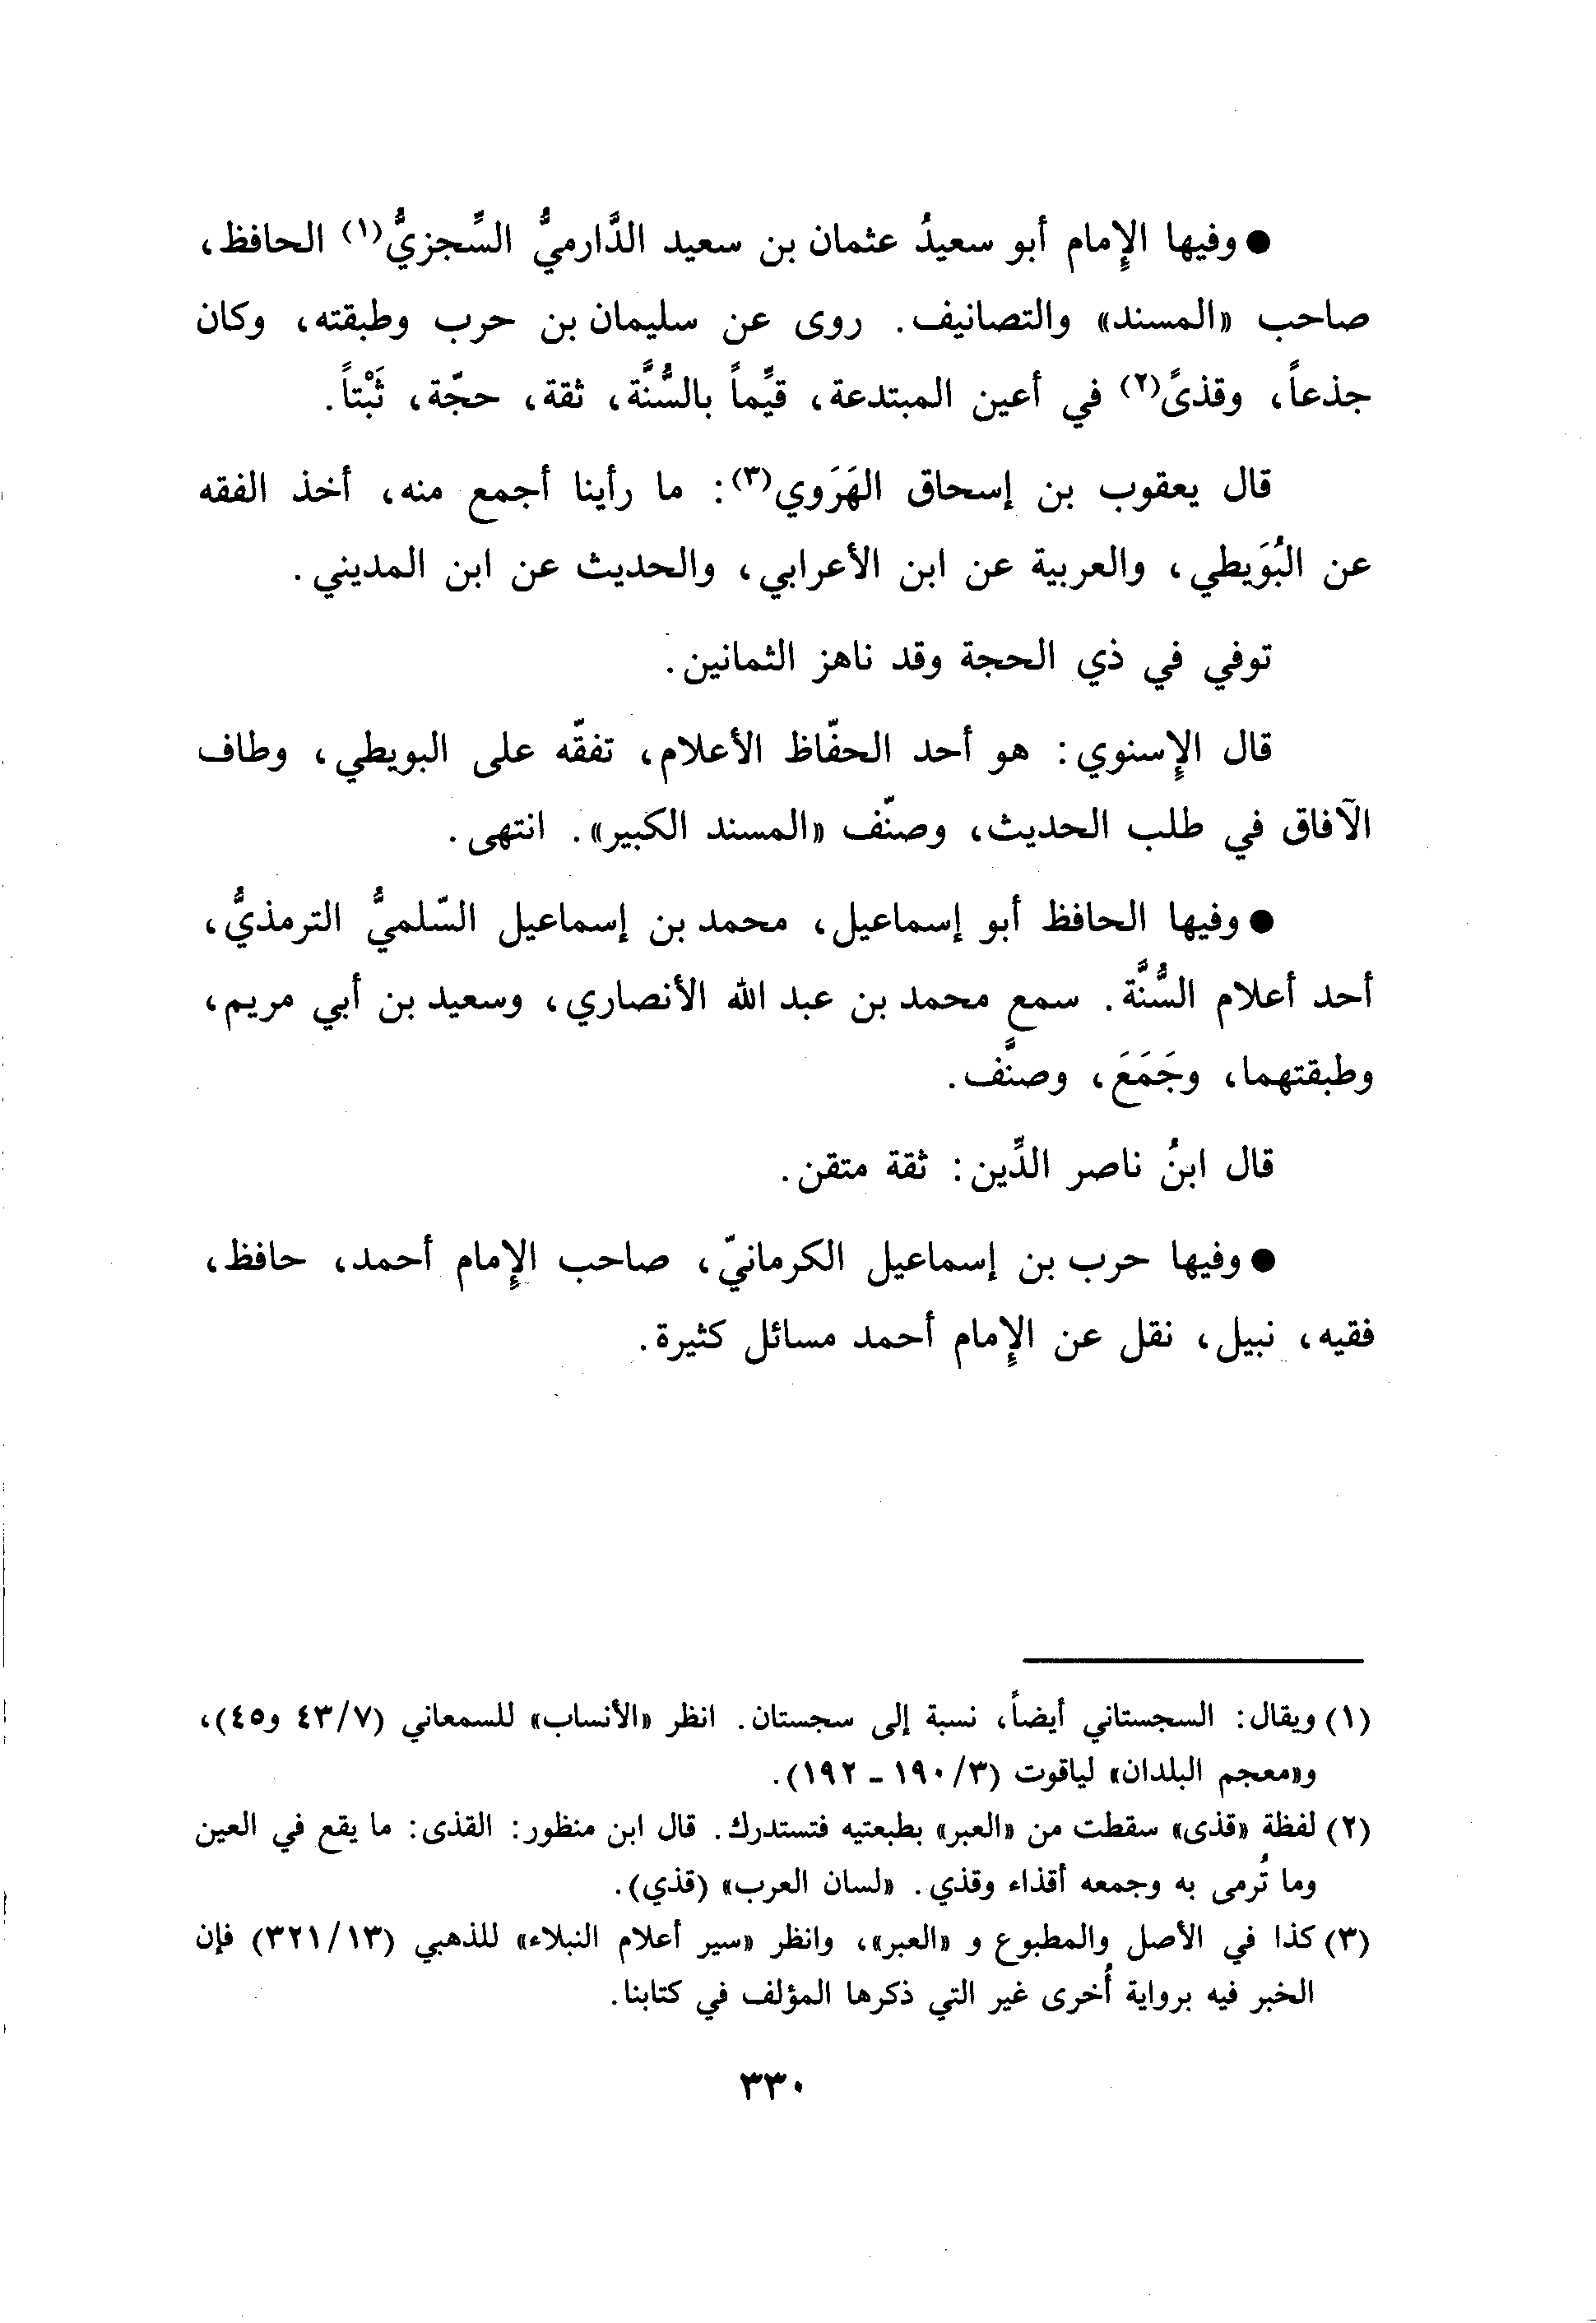 ● وفيها الإِمام أبو سعيدُ عثمان بن سعيد الدَّارميُّ السِّجزيُّ(١) الحافظ،
صاحب «المسند» والتصانيف. روى عن سليمان بن حرب وطبقته، وكان
جذعاً، وقذىً(٢) في أعين المبتدعة، قيِّماً بالسُّنَّة، ثقة، حجّة، ثَبْتاً.
قال يعقوب بن إسحاق الهَرَوي(٣): ما رأينا أجمع منه، أخذ الفقه
عن البُوَيطي، والعربية عن ابن الأعرابي، والحديث عن ابن المديني.
توفي في ذي الحجة وقد ناهز الثمانين.
قال الإِسنوي: هو أحد الحفّاظ الأعلام، تفقّه على البويطي، وطاف
الآفاق في طلب الحديث، وصنّف «المسند الكبير». انتهى.
● وفيها الحافظ أبو إسماعيل، محمد بن إسماعيل السّلميُّ الترمذيُّ،
أحد أعلام السُّنَّة. سمع محمد بن عبد الله الأنصاري، وسعيد بن أبي مريم،
وطبقتهما، وجَمَعَ، وصنَّف.
قال ابنُ ناصر الدِّين: ثقة متقن.
● وفيها حرب بن إسماعيل الكرمانيّ، صاحب الإِمام أحمد، حافظ،
فقيه، نبيل، نقل عن الإِمام أحمد مسائل كثيرة.
(١) ويقال: السجستاني أيضاً، نسبة إلى سجستان. انظر «الأنساب» للسمعاني (٤٣/٧ و٤٥)،
و«معجم البلدان» لياقوت (١٩٠/٣ - ١٩٢).
(٢) لفظة «قذى» سقطت من «العبر» بطبعتيه فتستدرك. قال ابن منظور: القذى: ما يقع في العين
وما تُرمى به وجمعه أقذاء وقذي. «لسان العرب» (قذي).
(٣) كذا في الأصل والمطبوع و «العبر»، وانظر «سير أعلام النبلاء» للذهبي (٣٢١/١٣) فإن
الخبر فيه برواية أُخرى غير التي ذكرها المؤلف في كتابنا.
٣٣٠